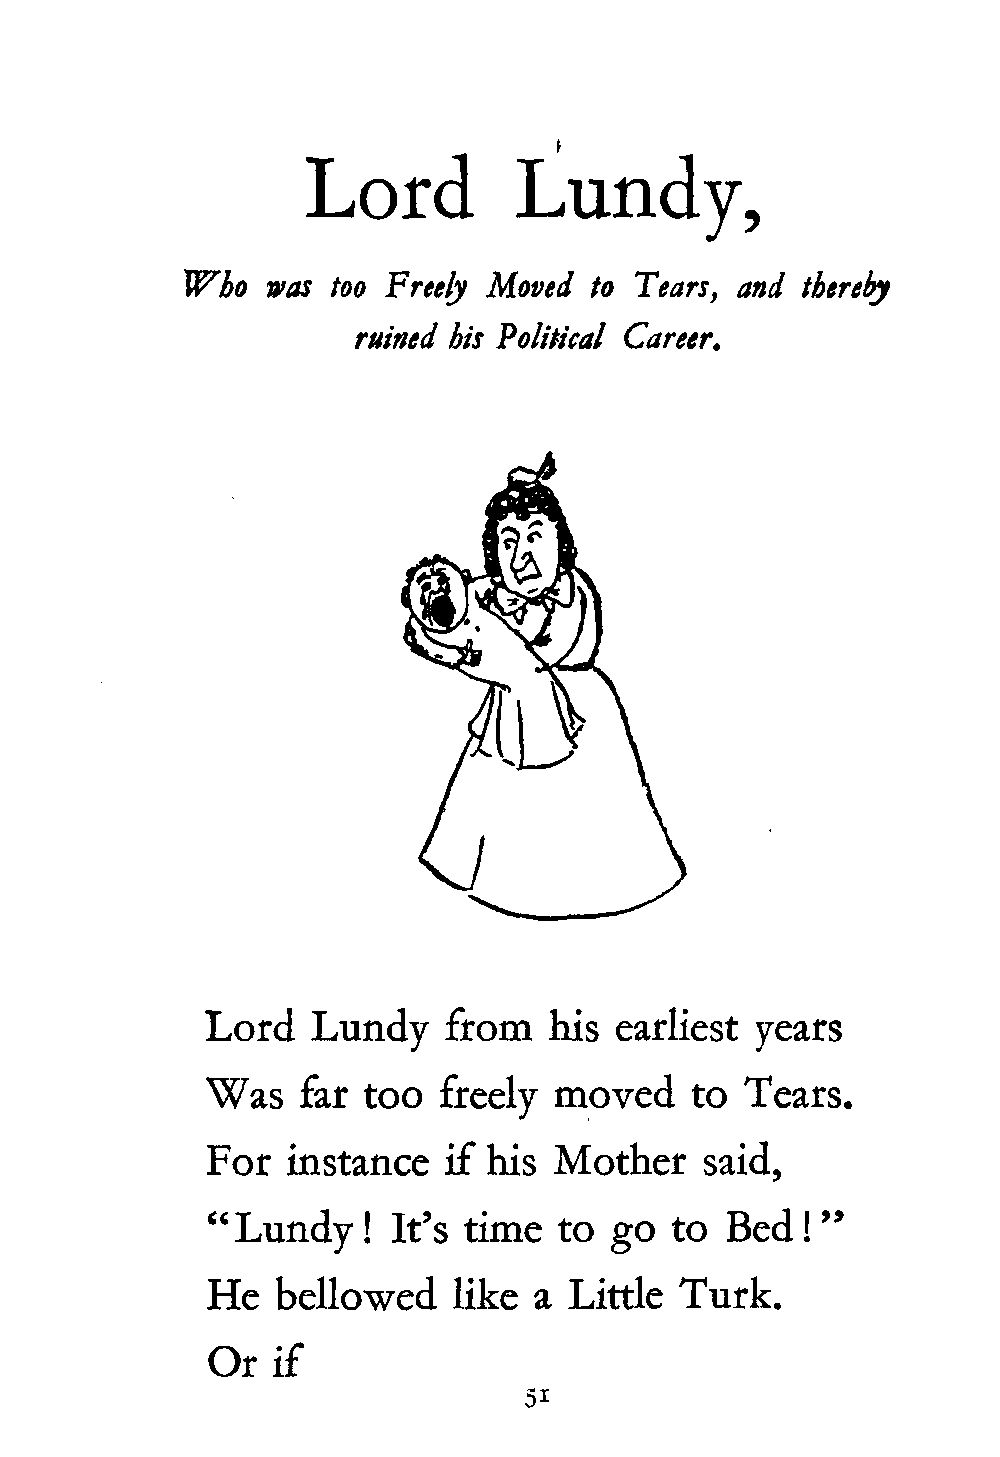 Lord Lundy,
Who was too Freely Moved to Tears, and thereby
ruined his Political Career.
Lord Lundy from his earliest years
Was far too freely moved to Tears.
For instance if his Mother said,
“Lundy! It’s time to go to Bed!”
He bellowed like a Little Turk.
Or if
51